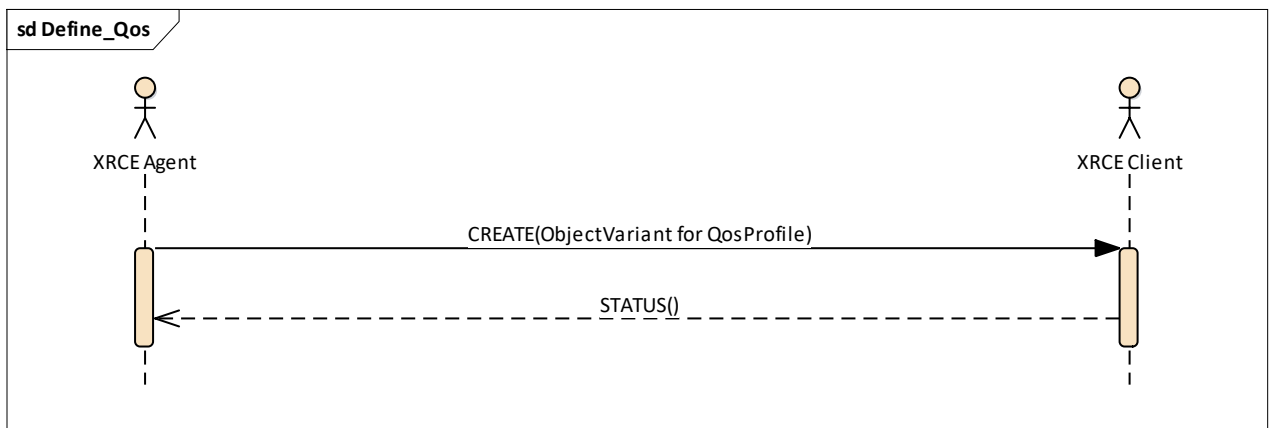 sd Define_Qos
XRCE Agent
XRCE Client
CREATE(ObjectVariant for QosProfile)
STATUS()